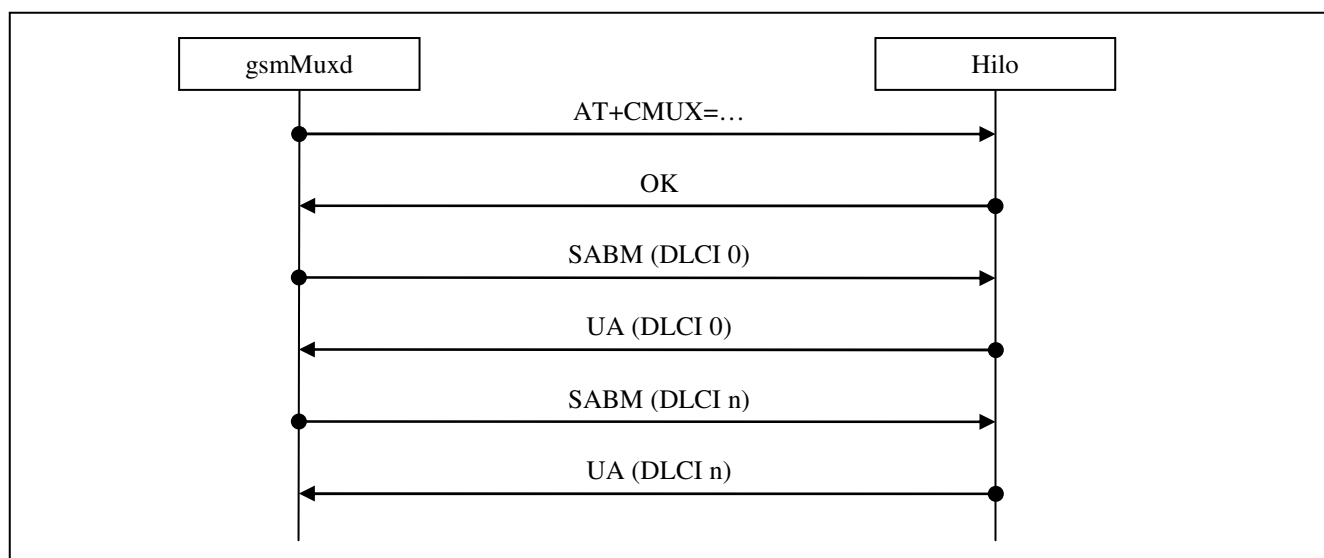 gsmMuxd
Hilo
AT+CMUX=…
OK
SABM (DLCI 0)
UA (DLCI 0)
SABM (DLCI n)
UA (DLCI n)